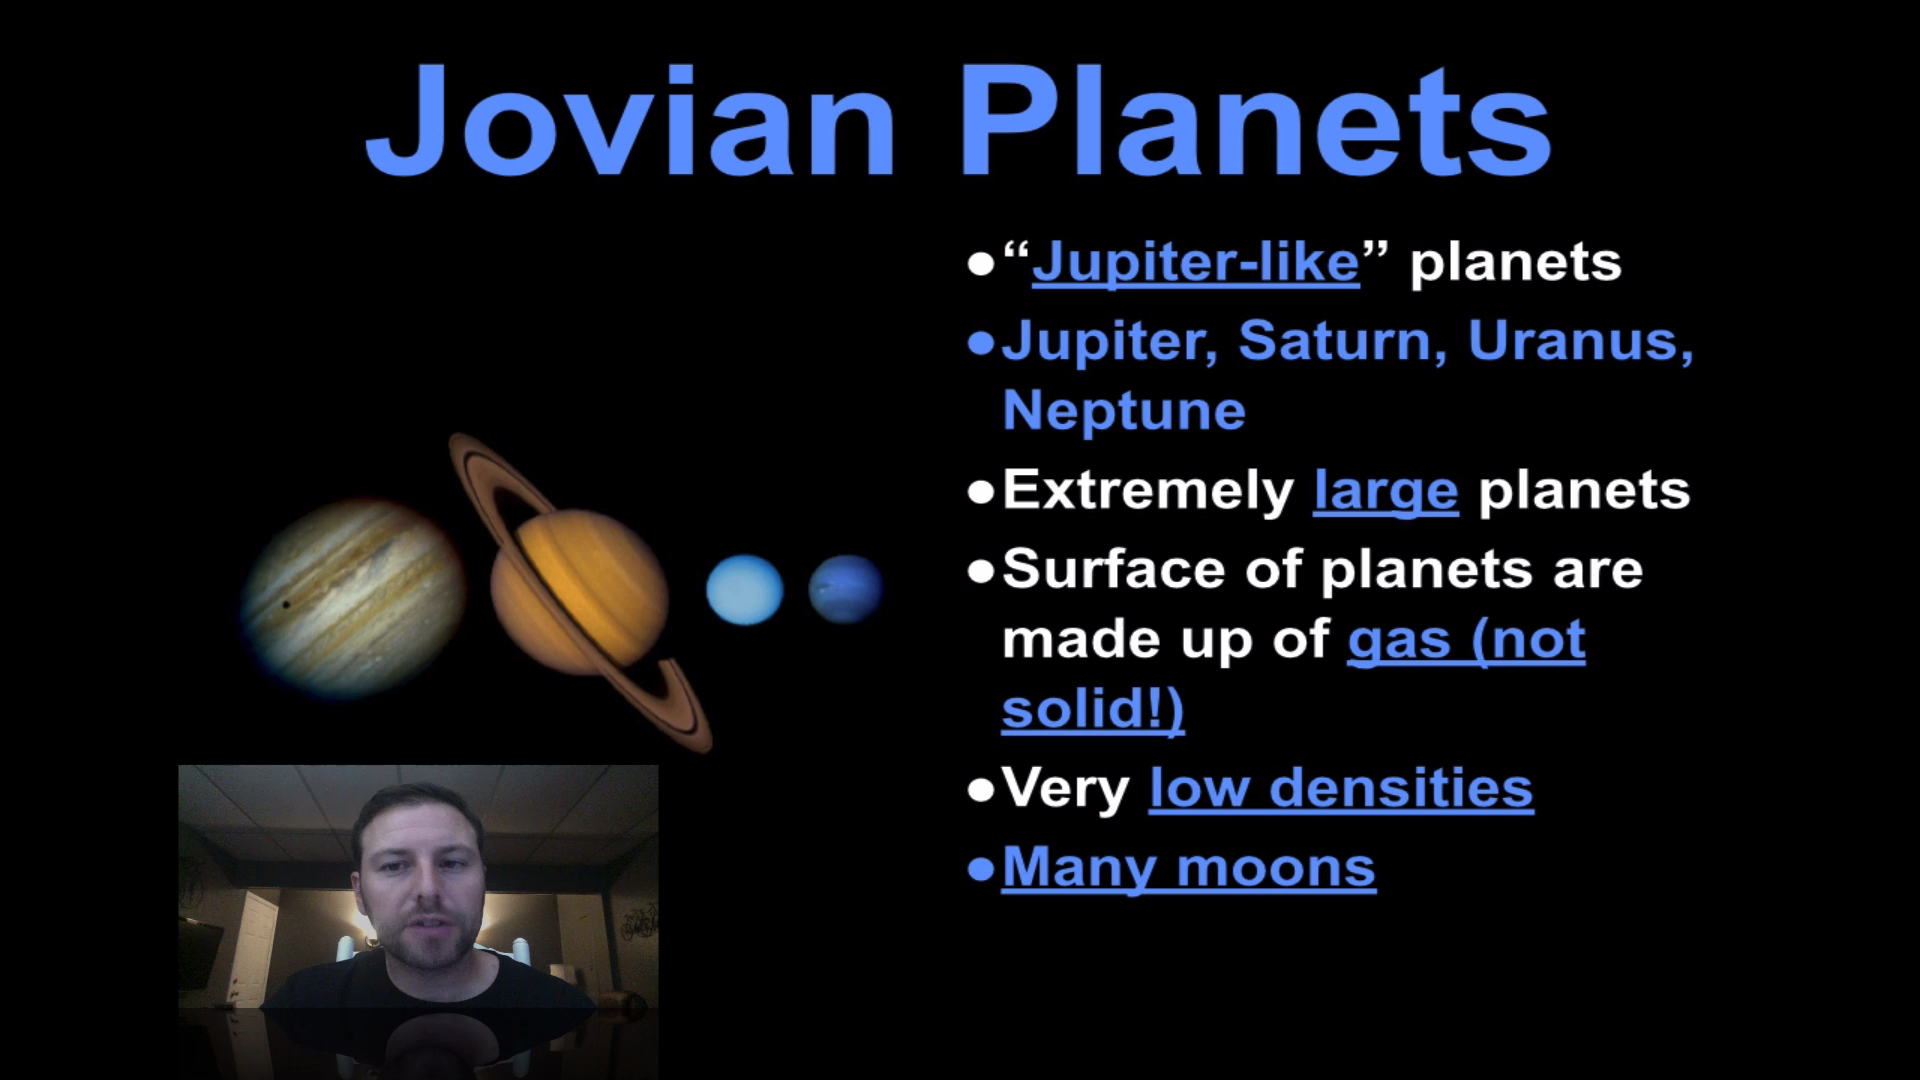 Jovian Planets
●“Jupiter-like” planets
●Jupiter, Saturn, Uranus,
Neptune
●Extremely large planets
●Surface of planets are
made up of gas (not
solid!)
●Very low densities
●Many moons